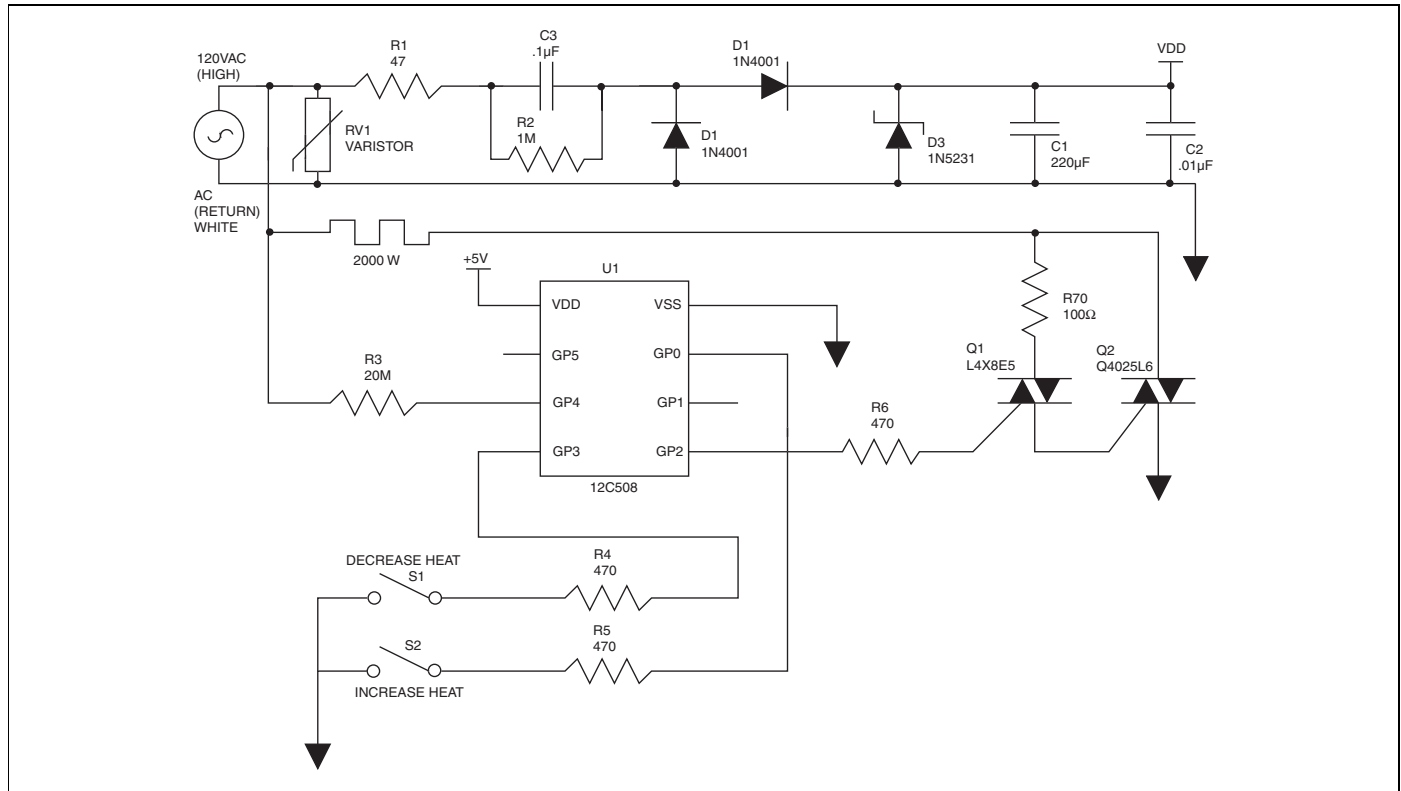 120VAC
(HIGH)
R1
47
C3
.1µF
D1
1N4001
VDD
RV1
VARISTOR
R2
1M
D1
1N4001
D3
1N5231
C1
220µF
C2
.01µF
AC
(RETURN)
WHITE
2000 W
+5V
U1
VDD
VSS
GP5
GP0
GP4
GP1
GP3
GP2
12C508
R3
20M
R70
100Ω
Q1
L4X8E5
Q2
Q4025L6
R6
470
DECREASE HEAT
S1
R4
470
S2
INCREASE HEAT
R5
470